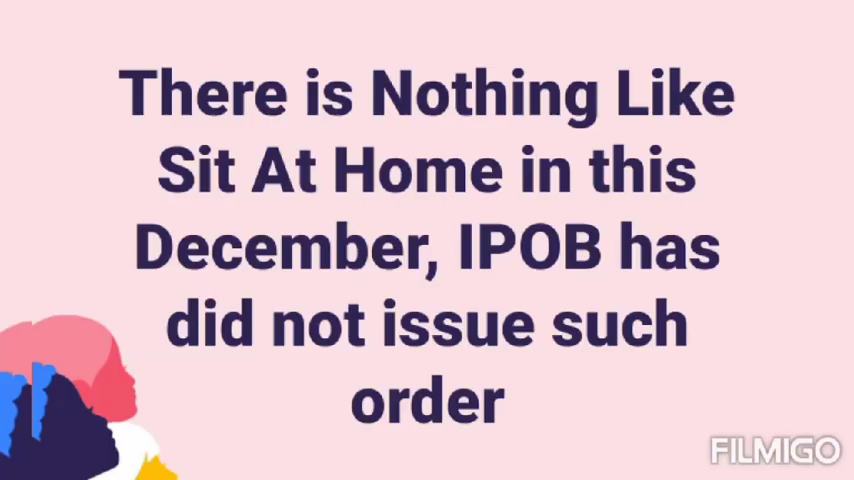 There is Nothing Like
Sit At Home in this
December, IPOB has
did not issue such
order
FILMIGO